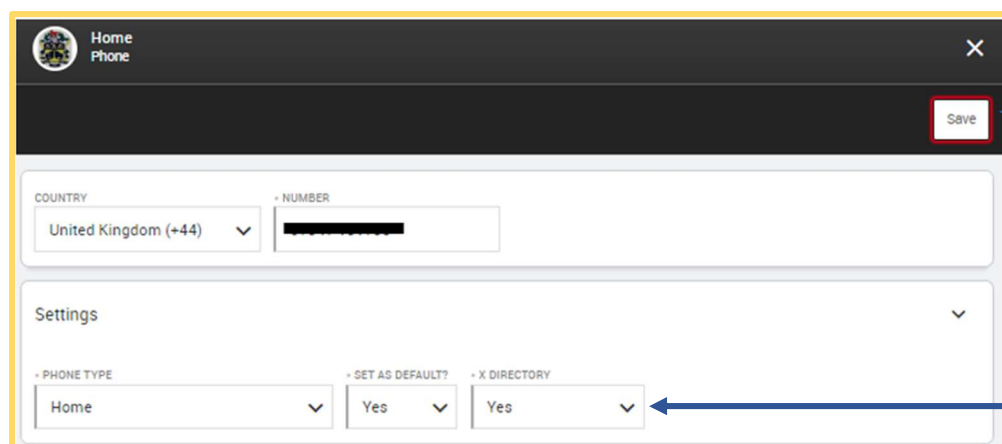 Home
Phone
Save
COUNTRY
NUMBER
United Kingdom (+44)
Settings
PHONE TYPE
SET AS DEFAULT?
X DIRECTORY
Home
Yes
Yes